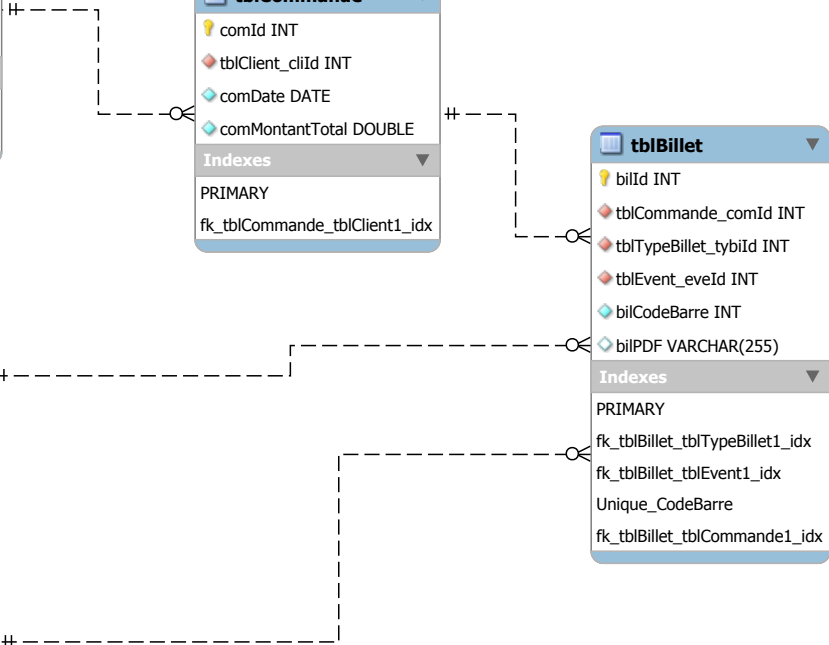 tblCommande
comId INT
tblClient_cliId INT
comDate DATE
comMontantTotal DOUBLE
Indexes
PRIMARY
fk_tblCommande_tblClient1_idx
tblBillet
bilId INT
tblCommande_comId INT
tblTypeBillet_tybiId INT
tblEvent_eveId INT
bilCodeBarre INT
bilPDF VARCHAR(255)
Indexes
PRIMARY
fk_tblBillet_tblTypeBillet1_idx
fk_tblBillet_tblEvent1_idx
Unique_CodeBarre
fk_tblBillet_tblCommande1_idx